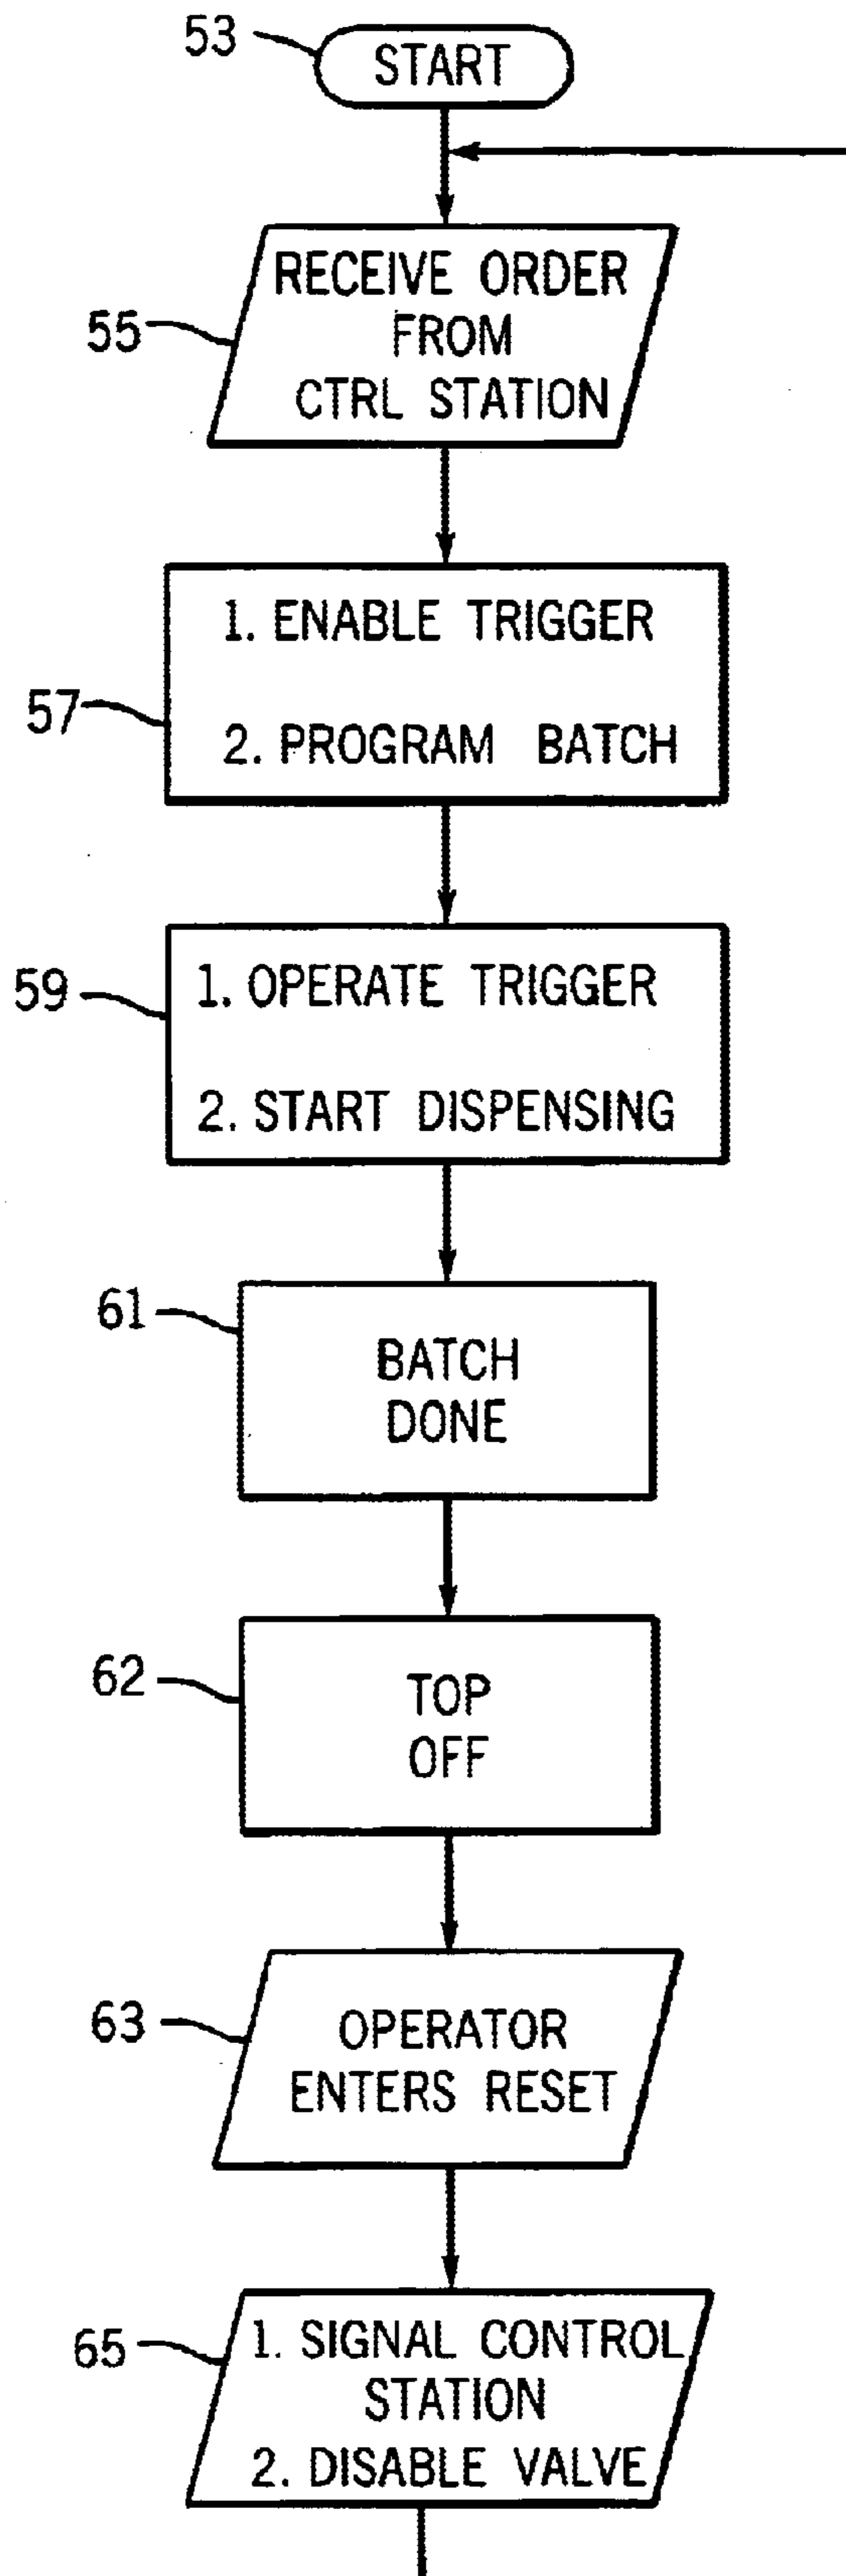 53
START
RECEIVE ORDER
FROM
CTRL STATION
55
1. ENABLE TRIGGER
2. PROGRAM BATCH
57
1. OPERATE TRIGGER
2. START DISPENSING
59
61
BATCH
DONE
62
TOP
OFF
63
OPERATOR
ENTERS RESET
65
1. SIGNAL CONTROL
STATION
2. DISABLE VALVE